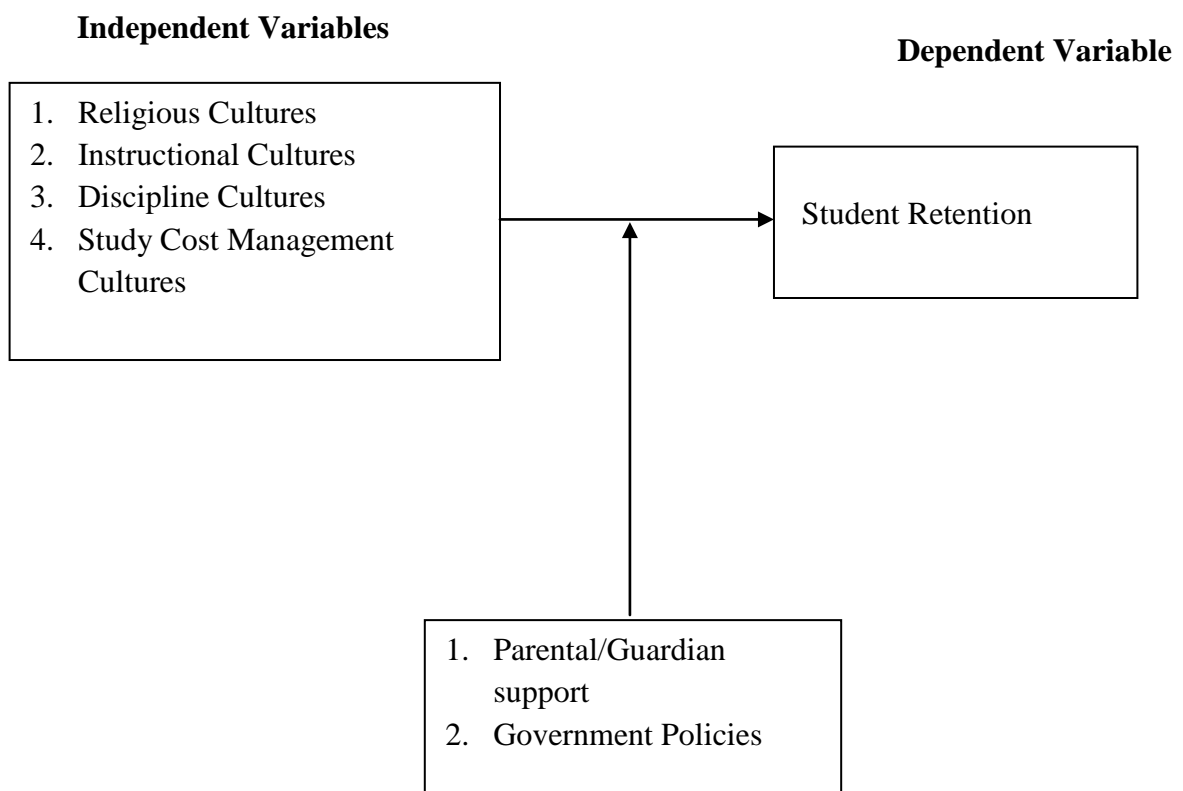 Independent Variables
Dependent Variable
1. Religious Cultures
2. Instructional Cultures
3. Discipline Cultures
4. Study Cost Management
Cultures
Student Retention
1. Parental/Guardian
support
2. Government Policies